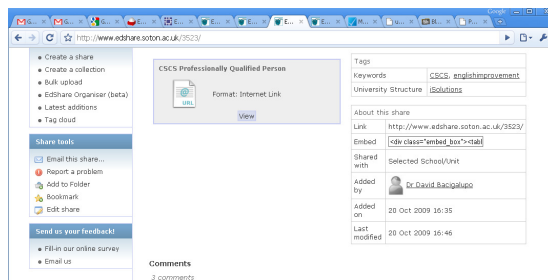 Google
G...
G...
G...
E...
E...
E...
E...
E...
E...
M...
u...
Bl...
P...
http://www.edshare.soton.ac.uk/3523/
Create a share
Create a collection
Bulk upload
EdShare Organiser (beta)
Latest additions
Tag cloud
Share tools
Email this share...
Report a problem
Add to Folder
Bookmark
Edit share
Send us your feedback!
Fill-in our online survey
Email us
CSCS Professionally Qualified Person
URL
Format: Internet Link
View
Comments
3 comments
Tags
Keywords CSCS, englishimprovement
University Structure iSolutions
About this share
Link http://www.edshare.soton.ac.uk/3523/
Embed <div class="embed_box"><tabl
Shared with Selected School/Unit
Added by Dr David Bacigalupo
Added on 20 Oct 2009 16:35
Last modified 20 Oct 2009 16:46